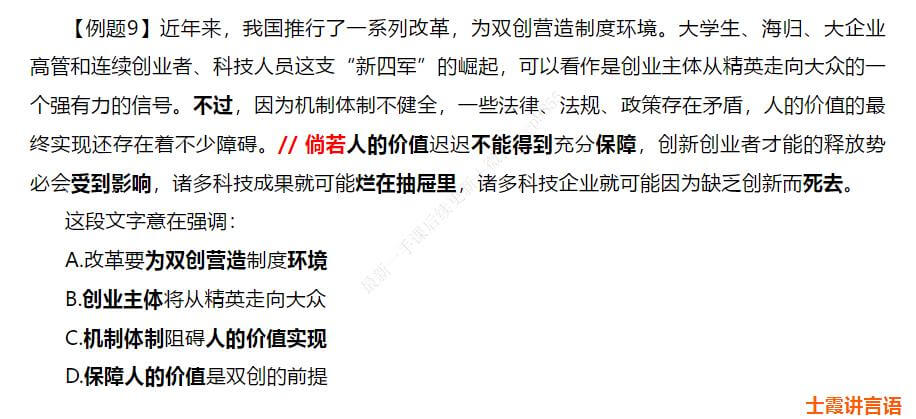 【例题9】近年来，我国推行了一系列改革，为双创营造制度环境。大学生、海归、大企业
高管和连续创业者、科技人员这支“新四军”的崛起，可以看作是创业主体从精英走向大众的一
个强有力的信号。不过，因为机制体制不健全，一些法律、法规、政策存在矛盾，人的价值的最
终实现还存在着不少障碍。// 倘若人的价值迟迟不能得到充分保障，创新创业者才能的释放势
必会受到影响，诸多科技成果就可能烂在抽屉里，诸多科技企业就可能因为缺乏创新而死去。
这段文字意在强调：
A.改革要为双创营造制度环境
B.创业主体将从精英走向大众
C.机制体制阻碍人的价值实现
D.保障人的价值是双创的前提
士霞讲言语